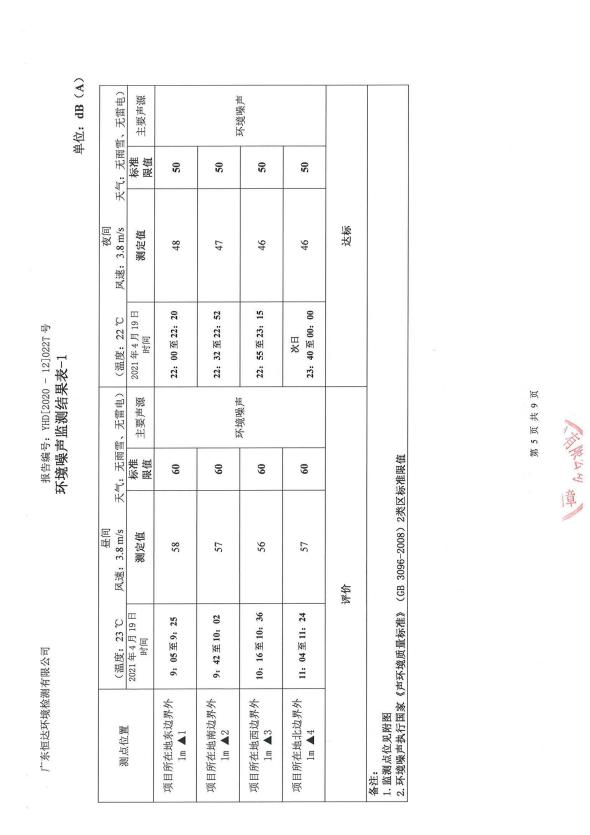 广东恒达环境检测有限公司
报告编号：YHD[2020 - 12]022T 号
环境噪声监测结果表-1
单位：dB（A）
测点位置
昼间
（温度：23℃ 风速：3.8 m/s 天气：无雨雪、无雷电）
夜间
（温度：22℃ 风速：3.8 m/s 天气：无雨雪、无雷电）
2021 年 4 月 19 日 时间 测定值 标准限值 主要声源 2021 年 4 月 19 日 时间 测定值 标准限值 主要声源
项目所在地东边界外 1m ▲1 9：05 至 9：25 58 60 环境噪声 22：00 至 22：20 48 50 环境噪声
项目所在地南边界外 1m ▲2 9：42 至 10：02 57 60 22：32 至 22：52 47 50
项目所在地西边界外 1m ▲3 10：16 至 10：36 56 60 22：55 至 23：15 46 50
项目所在地北边界外 1m ▲4 11：04 至 11：24 57 60 次日 23：40 至 00：00 46 50
评价 达标
备注：
1. 监测点位见附图
2. 环境噪声执行国家《声环境质量标准》（GB 3096-2008）2类区标准限值
第 5 页 共 9 页
有限公司
章